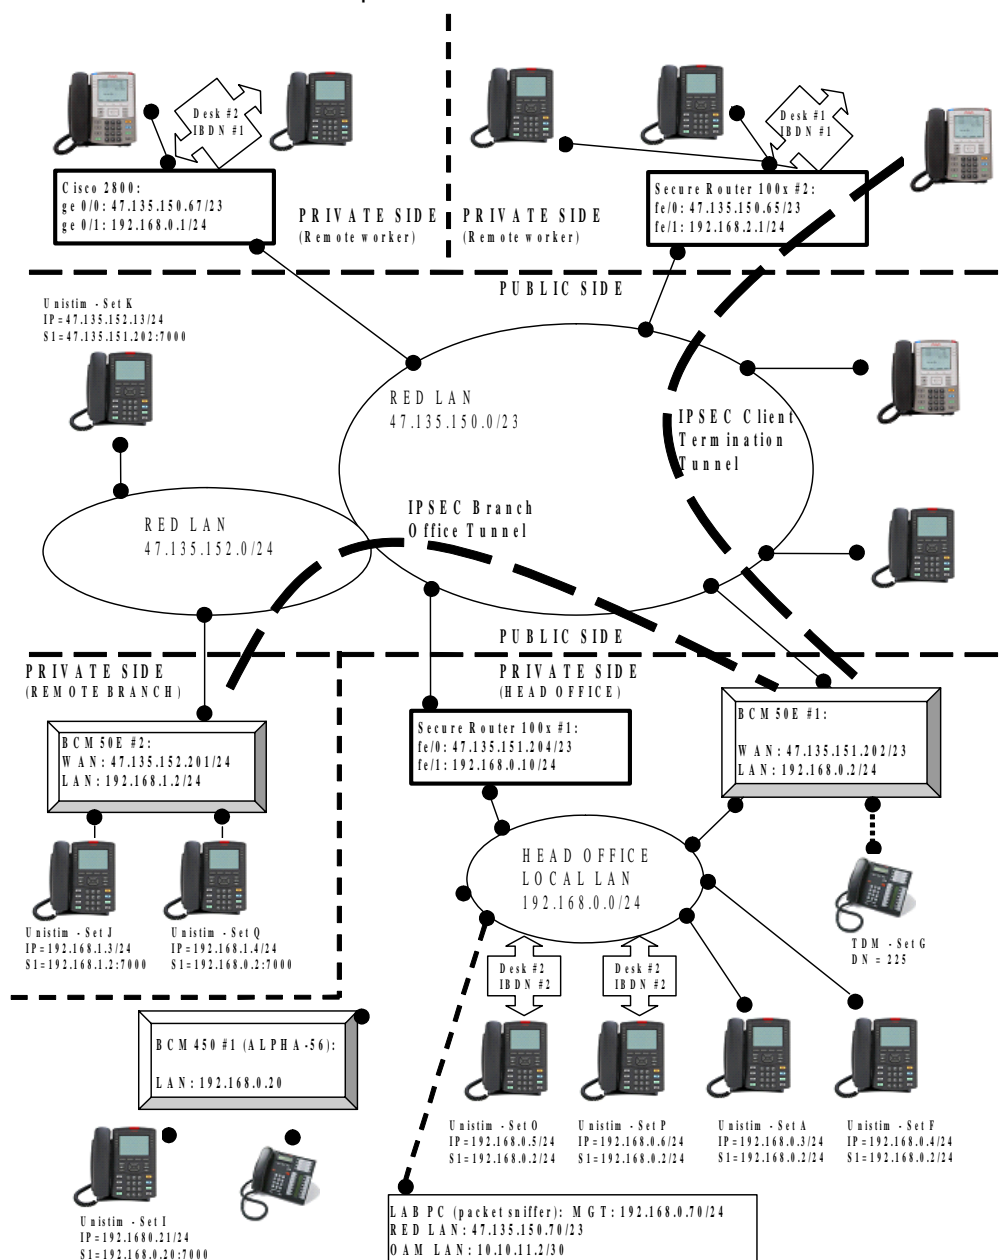 Desk #2
IBDN #1
Desk #1
IBDN #1
Cisco 2800:
ge 0/0: 47.135.150.67/23
ge 0/1: 192.168.0.1/24
PRIVATE SIDE
(Remote worker)
PRIVATE SIDE
(Remote worker)
Secure Router 100x #2:
fe/0: 47.135.150.65/23
fe/1: 192.168.2.1/24
PUBLIC SIDE
Unistim - Set K
IP=47.135.152.13/24
S1=47.135.151.202:7000
RED LAN
47.135.150.0/23
IPSEC Client
Termination
Tunnel
IPSEC Branch
Office Tunnel
RED LAN
47.135.152.0/24
PUBLIC SIDE
PRIVATE SIDE
(REMOTE BRANCH)
PRIVATE SIDE
(HEAD OFFICE)
BCM 50E #2:
WAN: 47.135.152.201/24
LAN: 192.168.1.2/24
Secure Router 100x #1:
fe/0: 47.135.151.204/23
fe/1: 192.168.0.10/24
BCM 50E #1:
WAN: 47.135.151.202/23
LAN: 192.168.0.2/24
HEAD OFFICE
LOCAL LAN
192.168.0.0/24
Unistim - Set J
IP=192.168.1.3/24
S1=192.168.1.2:7000
Unistim - Set Q
IP=192.168.1.4/24
S1=192.168.0.2:7000
TDM - Set G
DN = 225
Desk #2
IBDN #2
Desk #2
IBDN #2
BCM 450 #1 (ALPHA-56):
LAN: 192.168.0.20
Unistim - Set O
IP=192.168.0.5/24
S1=192.168.0.2/24
Unistim - Set P
IP=192.168.0.6/24
S1=192.168.0.2/24
Unistim - Set A
IP=192.168.0.3/24
S1=192.168.0.2/24
Unistim - Set F
IP=192.168.0.4/24
S1=192.168.0.2/24
Unistim - Set I
IP=192.1680.21/24
S1=192.168.0.20:7000
LAB PC (packet sniffer): MGT: 192.168.0.70/24
RED LAN: 47.135.150.70/23
OAM LAN: 10.10.11.2/30